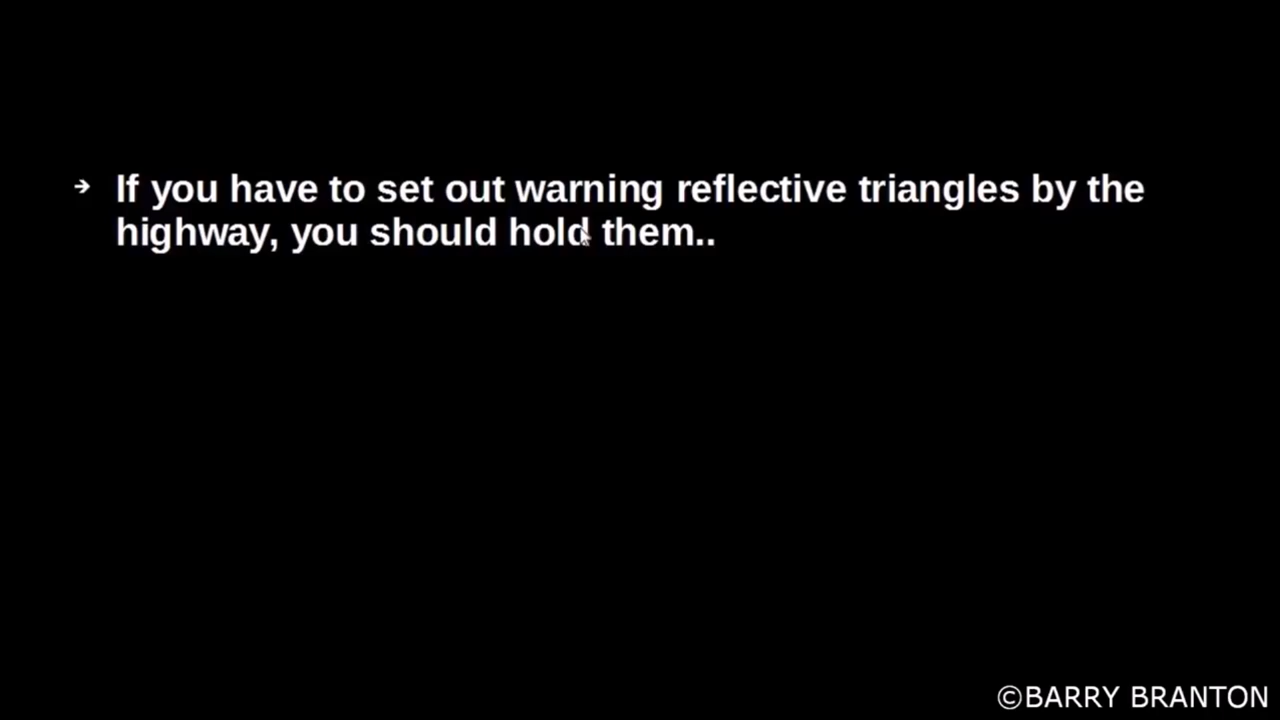 ➔ If you have to set out warning reflective triangles by the
highway, you should hold them..
©BARRY BRANTON